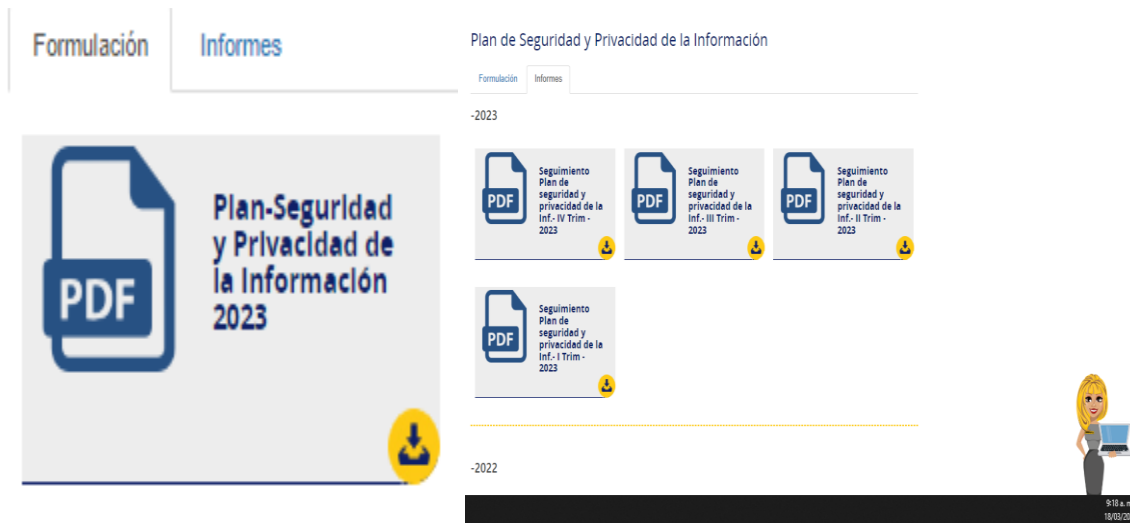 Formulación Informes
PDF
Plan-Seguridad
y Privacidad de
la Información
2023
Plan de Seguridad y Privacidad de la Información
Formulación Informes
-2023
PDF
Seguimiento
Plan de
seguridad y
privacidad de la
Inf.- IV Trim -
2023
PDF
Seguimiento
Plan de
seguridad y
privacidad de la
Inf.- III Trim -
2023
PDF
Seguimiento
Plan de
seguridad y
privacidad de la
Inf.- II Trim -
2023
PDF
Seguimiento
Plan de
seguridad y
privacidad de la
Inf.- I Trim -
2023
-2022
9:18 a. m
18/03/20